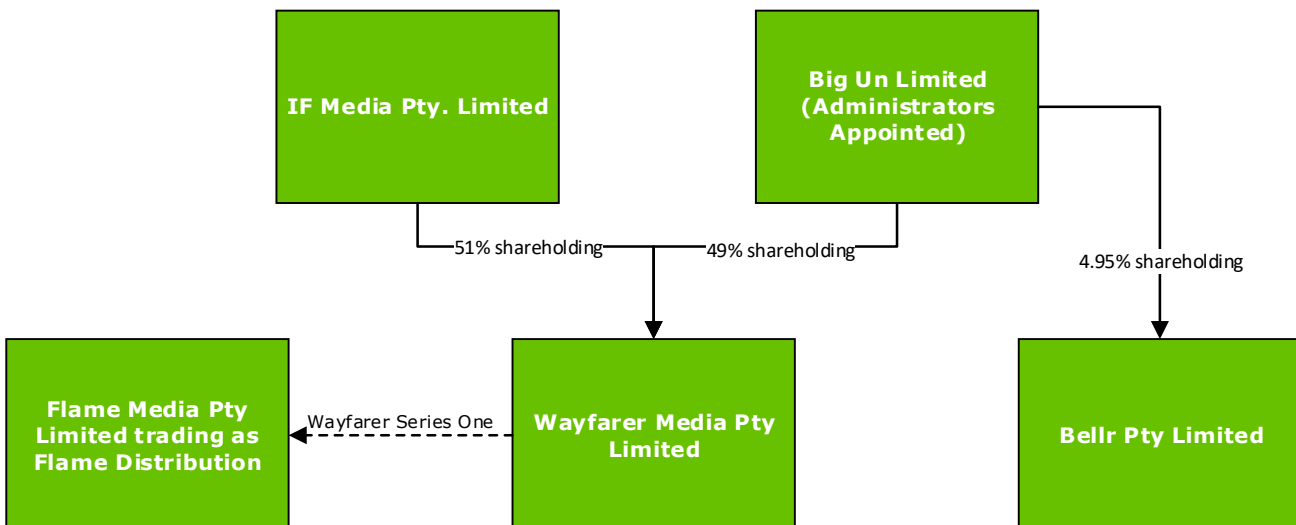 IF Media Pty. Limited
Big Un Limited
(Administrators
Appointed)
51% shareholding
49% shareholding
4.95% shareholding
Flame Media Pty
Limited trading as
Flame Distribution
Wayfarer Series One
Wayfarer Media Pty
Limited
Bellr Pty Limited